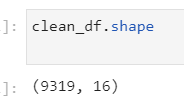 ]: clean_df.shape
]: (9319, 16)